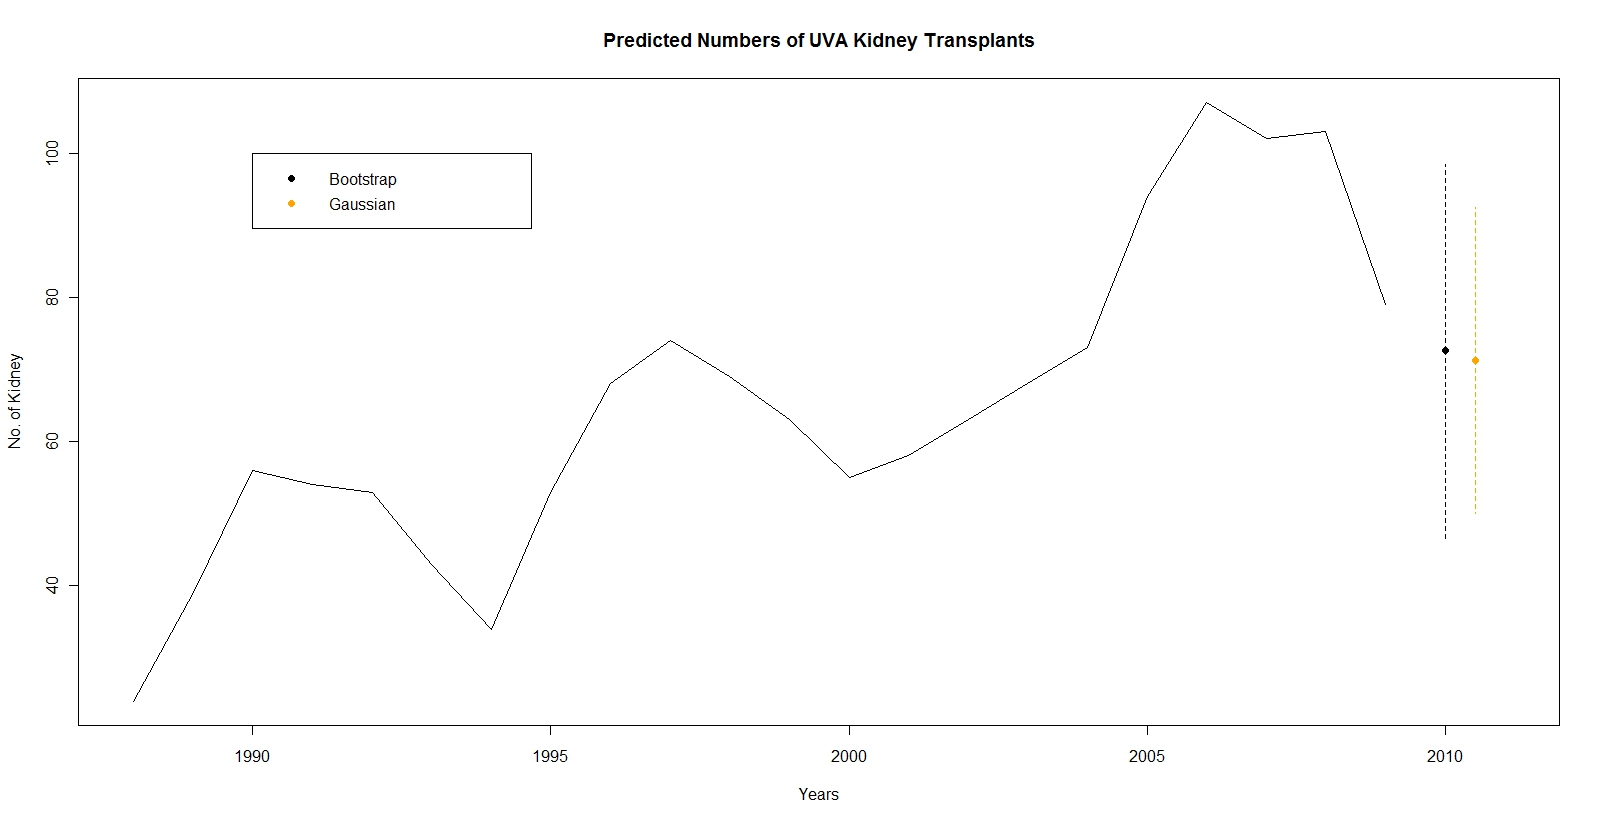 Predicted Numbers of UVA Kidney Transplants
No. of Kidney
100
80
60
40
Bootstrap
Gaussian
1990 1995 2000 2005 2010
Years